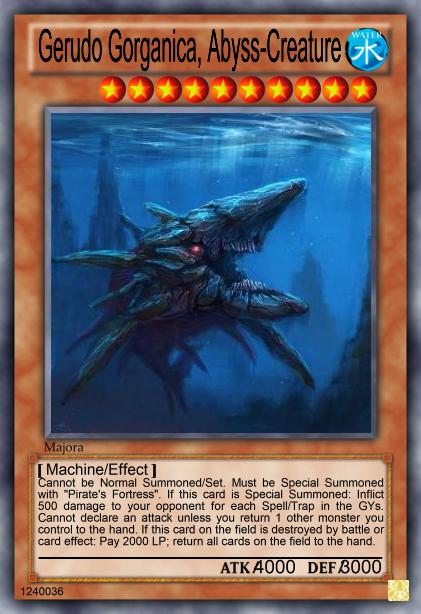 Gerudo Gorganica, Abyss-Creature
WATER
水
Majora
[ Machine/Effect ]
Cannot be Normal Summoned/Set. Must be Special Summoned
with "Pirate's Fortress". If this card is Special Summoned: Inflict
500 damage to your opponent for each Spell/Trap in the GYs.
Cannot declare an attack unless you return 1 other monster you
control to the hand. If this card on the field is destroyed by battle or
card effect: Pay 2000 LP; return all cards on the field to the hand.
ATK/4000 DEF/3000
1240036